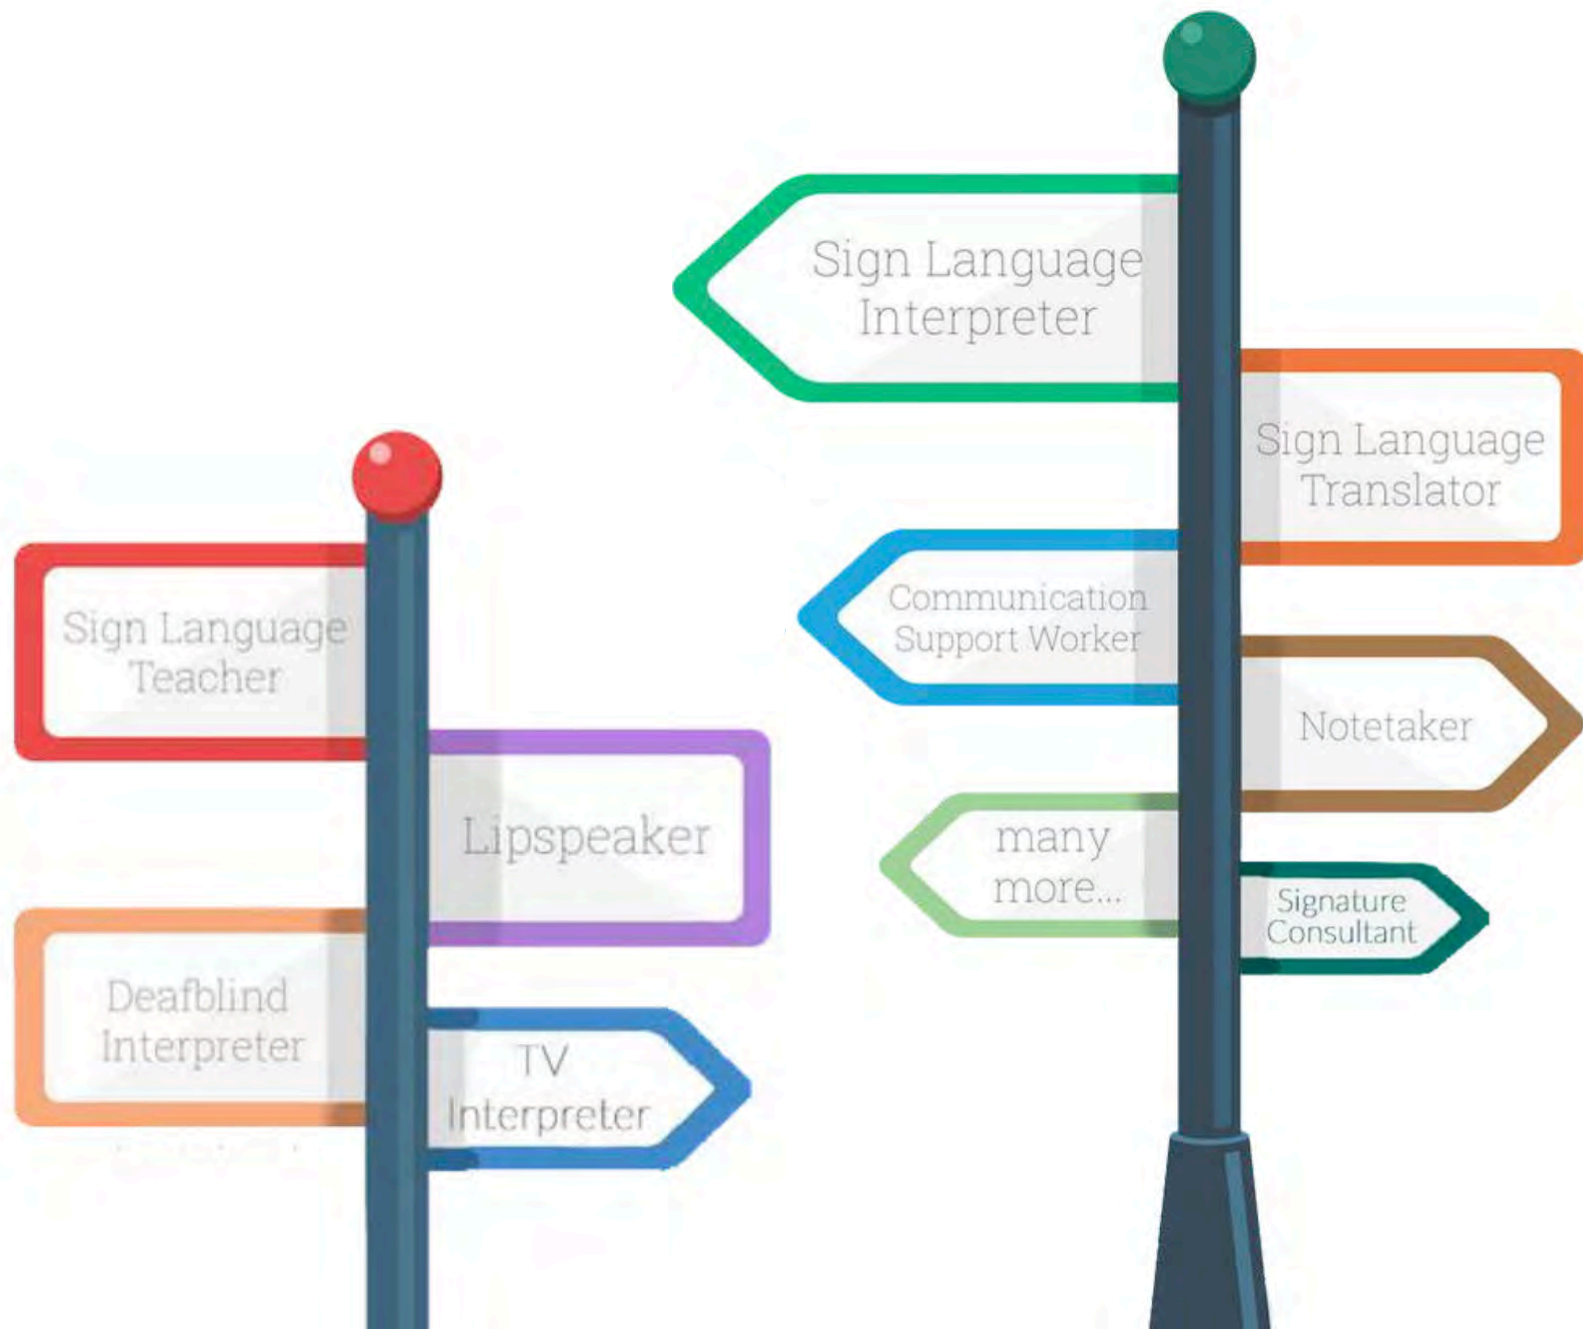 Sign Language
Teacher
Lipspeaker
Deafblind
Interpreter
TV
Interpreter
Sign Language
Interpreter
Sign Language
Translator
Communication
Support Worker
Notetaker
many
more...
Signature
Consultant